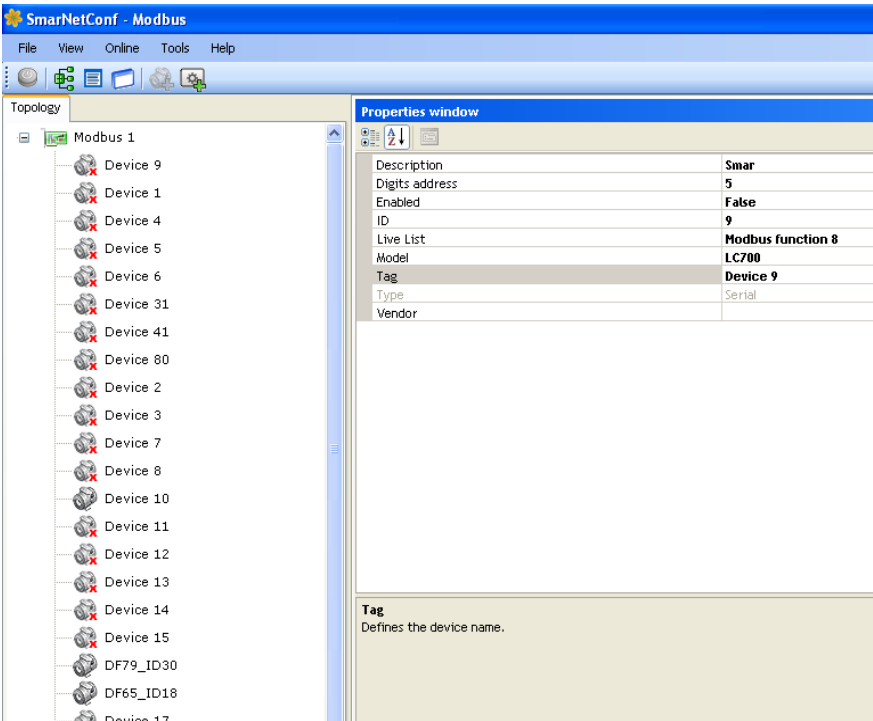 SmarNetConf - Modbus
File View Online Tools Help
Topology
Modbus 1
Device 9
Device 1
Device 4
Device 5
Device 6
Device 31
Device 41
Device 80
Device 2
Device 3
Device 7
Device 8
Device 10
Device 11
Device 12
Device 13
Device 14
Device 15
DF79_ID30
DF65_ID18
Device 17
Properties window
Description Smar
Digits address 5
Enabled False
ID 9
Live List Modbus function 8
Model LC700
Tag Device 9
Type Serial
Vendor
Tag
Defines the device name.